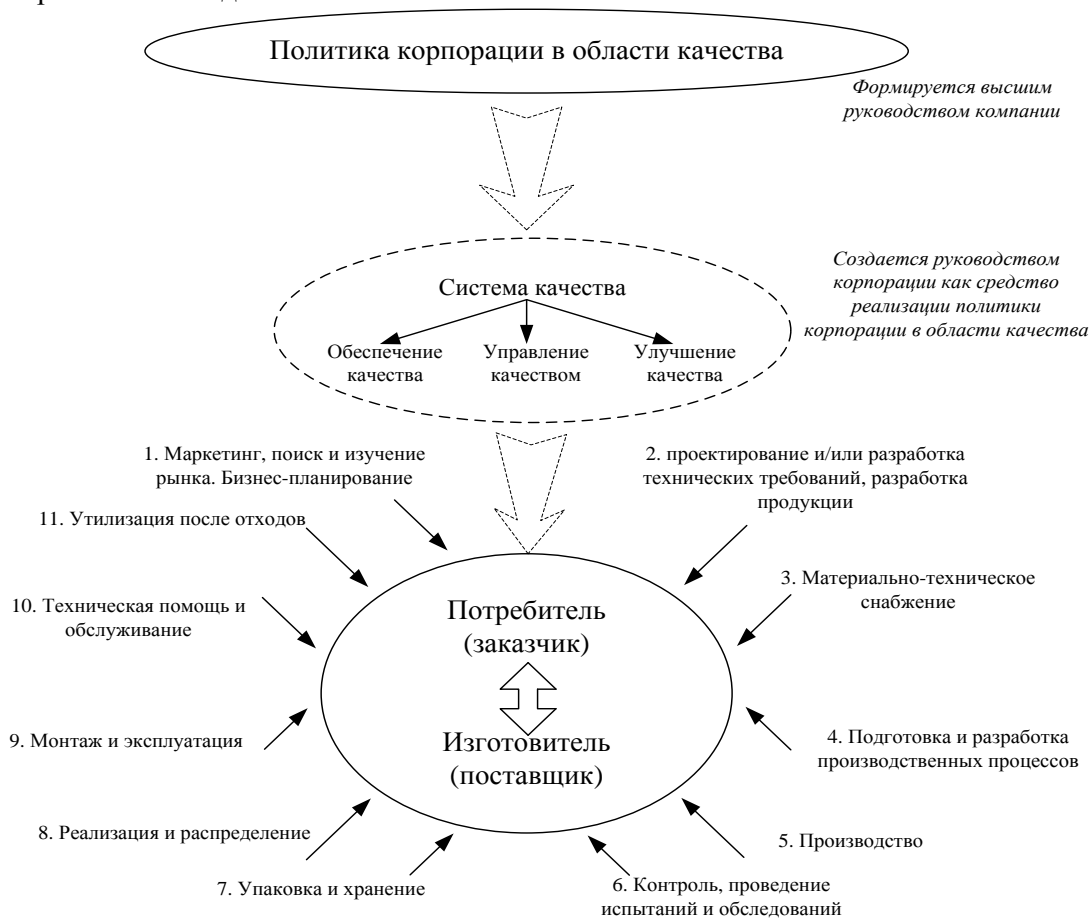 Политика корпорации в области качества
Формируется высшим
руководством компании
Создается руководством
корпорации как средство
реализации политики
корпорации в области качества
Система качества
Обеспечение
качества
Управление
качеством
Улучшение
качества
1. Маркетинг, поиск и изучение
рынка. Бизнес-планирование
2. проектирование и/или разработка
технических требований, разработка
продукции
11. Утилизация после отходов
3. Материально-техническое
снабжение
10. Техническая помощь и
обслуживание
Потребитель
(заказчик)
Изготовитель
(поставщик)
9. Монтаж и эксплуатация
4. Подготовка и разработка
производственных процессов
8. Реализация и распределение
5. Производство
7. Упаковка и хранение
6. Контроль, проведение
испытаний и обследований